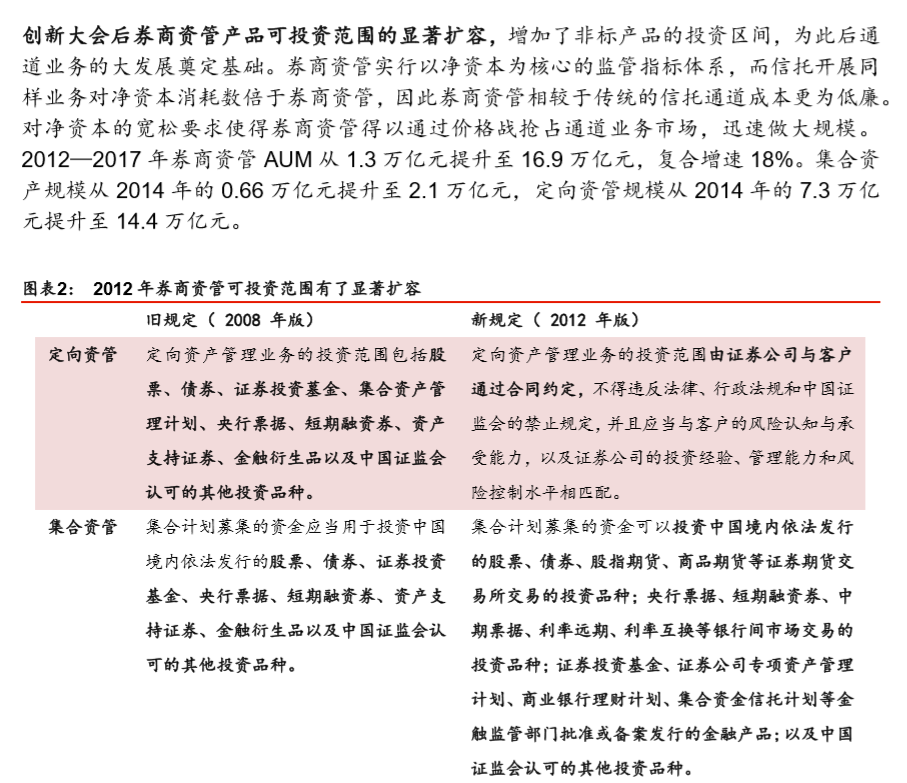 创新大会后券商资管产品可投资范围的显著扩容，增加了非标产品的投资区间，为此后通
道业务的大发展奠定基础。券商资管实行以净资本为核心的监管指标体系，而信托开展同
样业务对净资本消耗数倍于券商资管，因此券商资管相较于传统的信托通道成本更为低廉。
对净资本的宽松要求使得券商资管得以通过价格战抢占通道业务市场，迅速做大规模。
2012—2017 年券商资管 AUM 从 1.3 万亿元提升至 16.9 万亿元，复合增速 18%。集合资
产规模从 2014 年的 0.66 万亿元提升至 2.1 万亿元，定向资管规模从 2014 年的 7.3 万亿
元提升至 14.4 万亿元。
图表2： 2012 年券商资管可投资范围有了显著扩容
旧规定（ 2008 年版）
新规定（ 2012 年版）
定向资管
定向资产管理业务的投资范围包括股
票、债券、证券投资基金、集合资产管
理计划、央行票据、短期融资券、资产
支持证券、金触衍生品以及中国证监会
认可的其他投资品种。
定向资产管理业务的投资范围由证券公司与客户
通过合同约定，不得违反法律、行政法规和中国证
监会的禁止规定，并且应当与客户的风险认知与承
受能力，以及证券公司的投资经验、管理能力和风
险控制水平相匹配。
集合资管
集合计划募集的资金应当用于投资中国
境内依法发行的股票、债券、证券投资
基金、央行票据、短期融资券、资产支
持证券、金触衍生品以及中国证监会认
可的其他投资品种。
集合计划募集的资金可以投资中国境内依法发行
的股票、债券、股指期货、商品期货等证券期货交
易所交易的投资品种；央行票据、短期融资券、中
期票据、利率远期、利率互换等银行间市场交易的
投资品种；证券投资基金、证券公司专项资产管理
计划、商业银行理财计划、集合资金信托计划等金
触监管部门批准或备案发行的金融产品；以及中国
证监会认可的其他投资品种。